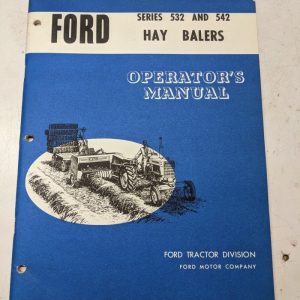 FORD
SERIES 532 AND 542
HAY BALERS
OPERATOR'S
MANUAL
FORD TRACTOR DIVISION
FORD MOTOR COMPANY